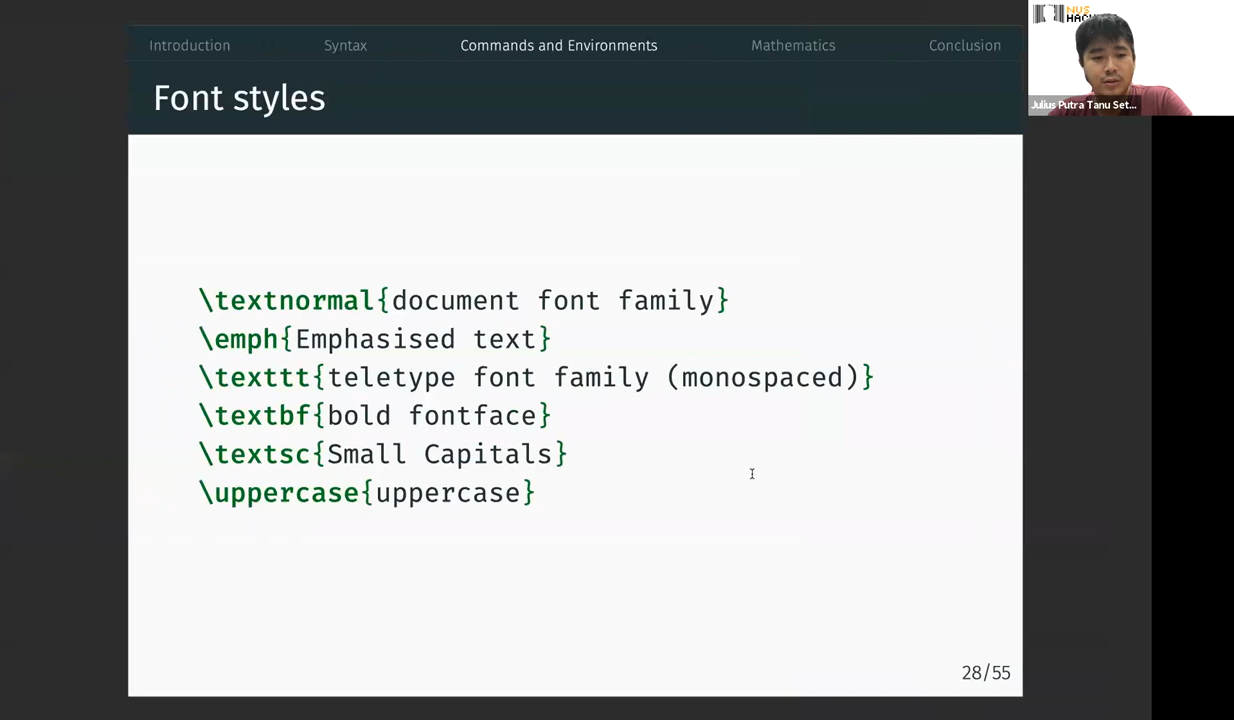 Introduction Syntax Commands and Environments Mathematics Conclusion
Font styles
\textnormal{document font family}
\emph{Emphasised text}
\texttt{teletype font family (monospaced)}
\textbf{bold fontface}
\textsc{Small Capitals}
\uppercase{uppercase}
28/55
NUS
Julius Putra Tanu Set...